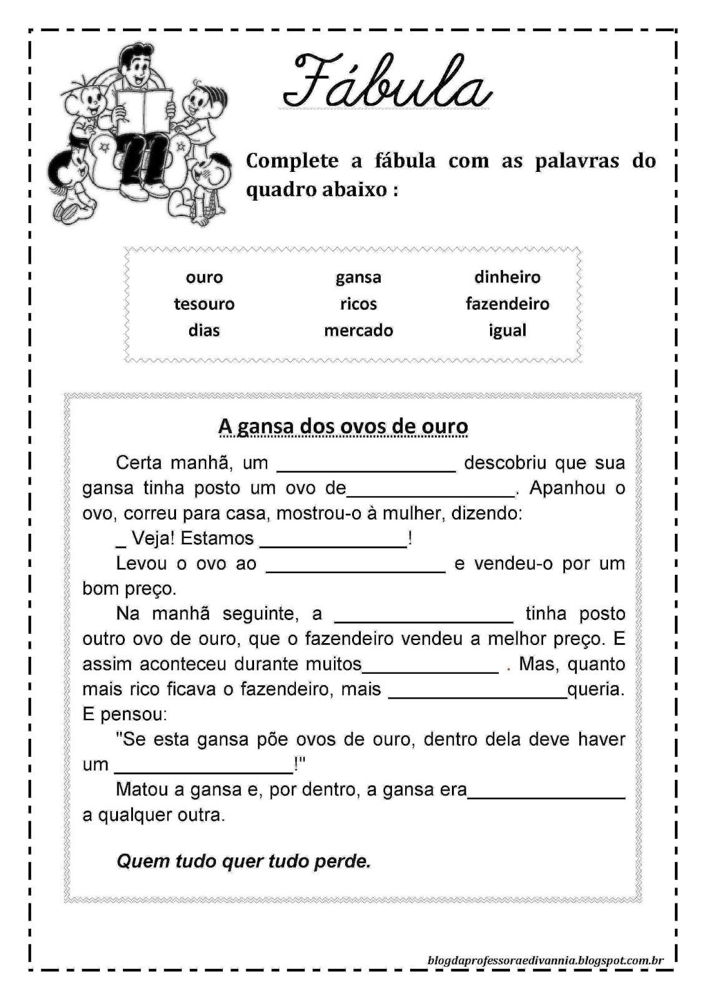 Fábula
Complete a fábula com as palavras do
quadro abaixo :
ouro gansa dinheiro
tesouro ricos fazendeiro
dias mercado igual
A gansa dos ovos de ouro
Certa manhã, um _________________ descobriu que sua
gansa tinha posto um ovo de________________. Apanhou o
ovo, correu para casa, mostrou-o à mulher, dizendo:
_ Veja! Estamos ______________!
Levou o ovo ao _________________ e vendeu-o por um
bom preço.
Na manhã seguinte, a _________________ tinha posto
outro ovo de ouro, que o fazendeiro vendeu a melhor preço. E
assim aconteceu durante muitos_____________ . Mas, quanto
mais rico ficava o fazendeiro, mais _________________queria.
E pensou:
"Se esta gansa põe ovos de ouro, dentro dela deve haver
um _________________!"
Matou a gansa e, por dentro, a gansa era_______________
a qualquer outra.
Quem tudo quer tudo perde.
blogdaprofessoraedivannia.blogspot.com.br